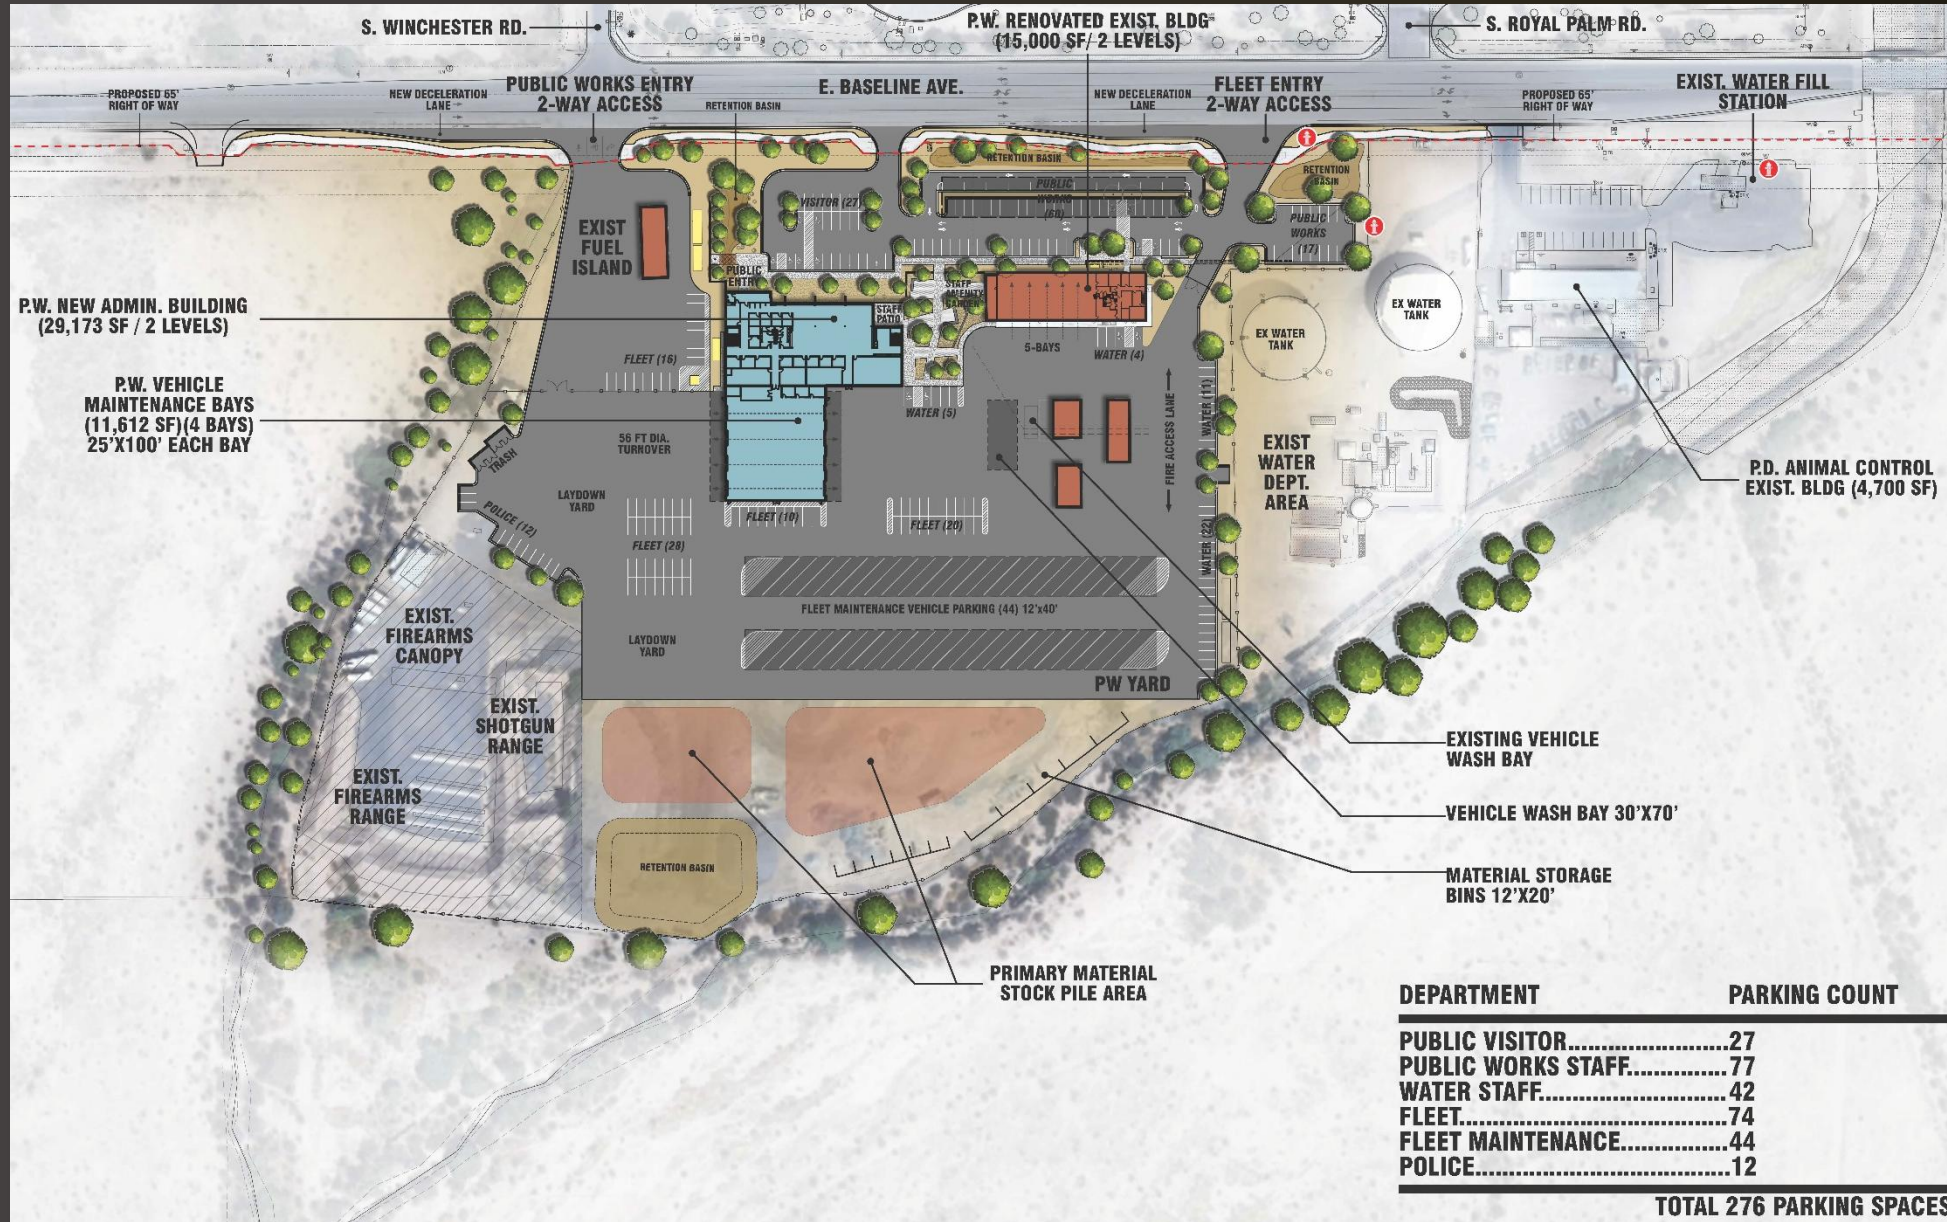 S. WINCHESTER RD.
P.W. RENOVATED EXIST. BLDG
(15,000 SF/ 2 LEVELS)
S. ROYAL PALM RD.
PROPOSED 65'
RIGHT OF WAY
NEW DECELERATION
LANE
PUBLIC WORKS ENTRY
2-WAY ACCESS
RETENTION BASIN
E. BASELINE AVE.
NEW DECELERATION
LANE
FLEET ENTRY
2-WAY ACCESS
PROPOSED 65'
RIGHT OF WAY
EXIST. WATER FILL
STATION
RETENTION BASIN
RETENTION
BASIN
VISITOR (27)
PUBLIC
WORKS
(60)
PUBLIC
WORKS
(17)
EXIST
FUEL
ISLAND
PUBLIC
ENTRY
STAFF
AMENITY
GARDEN
STAFF
PATIO
P.W. NEW ADMIN. BUILDING
(29,173 SF / 2 LEVELS)
EX WATER
TANK
EX WATER
TANK
FLEET (16)
5-BAYS
WATER (4)
P.W. VEHICLE
MAINTENANCE BAYS
(11,612 SF)(4 BAYS)
25'X100' EACH BAY
WATER (5)
FIRE ACCESS LANE
WATER (11)
56 FT DIA.
TURNOVER
TRASH
EXIST
WATER
DEPT.
AREA
P.D. ANIMAL CONTROL
EXIST. BLDG (4,700 SF)
LAYDOWN
YARD
POLICE (12)
FLEET (10)
FLEET (20)
FLEET (28)
WATER (22)
FLEET MAINTENANCE VEHICLE PARKING (44) 12'x40'
EXIST.
FIREARMS
CANOPY
LAYDOWN
YARD
PW YARD
EXIST.
SHOTGUN
RANGE
EXIST.
FIREARMS
RANGE
EXISTING VEHICLE
WASH BAY
VEHICLE WASH BAY 30'X70'
RETENTION BASIN
MATERIAL STORAGE
BINS 12'X20'
PRIMARY MATERIAL
STOCK PILE AREA
DEPARTMENT PARKING COUNT
PUBLIC VISITOR.......................27
PUBLIC WORKS STAFF..............77
WATER STAFF...........................42
FLEET.....................................74
FLEET MAINTENANCE...............44
POLICE....................................12
TOTAL 276 PARKING SPACES